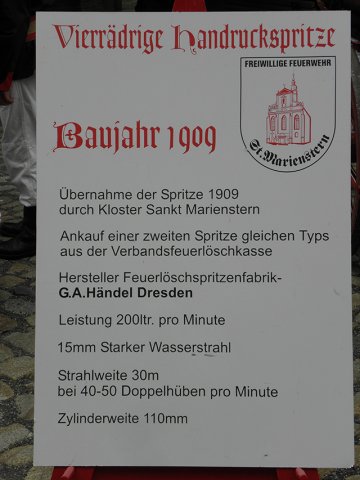 Vierrädrige Handruckspritze
FREIWILLIGE FEUERWEHR
St. Marienstern
Baujahr 1909
Übernahme der Spritze 1909
durch Kloster Sankt Marienstern
Ankauf einer zweiten Spritze gleichen Typs
aus der Verbandsfeuerlöschkasse
Hersteller Feuerlöschspritzenfabrik-
G.A.Händel Dresden
Leistung 200ltr. pro Minute
15mm Starker Wasserstrahl
Strahlweite 30m
bei 40-50 Doppelhüben pro Minute
Zylinderweite 110mm